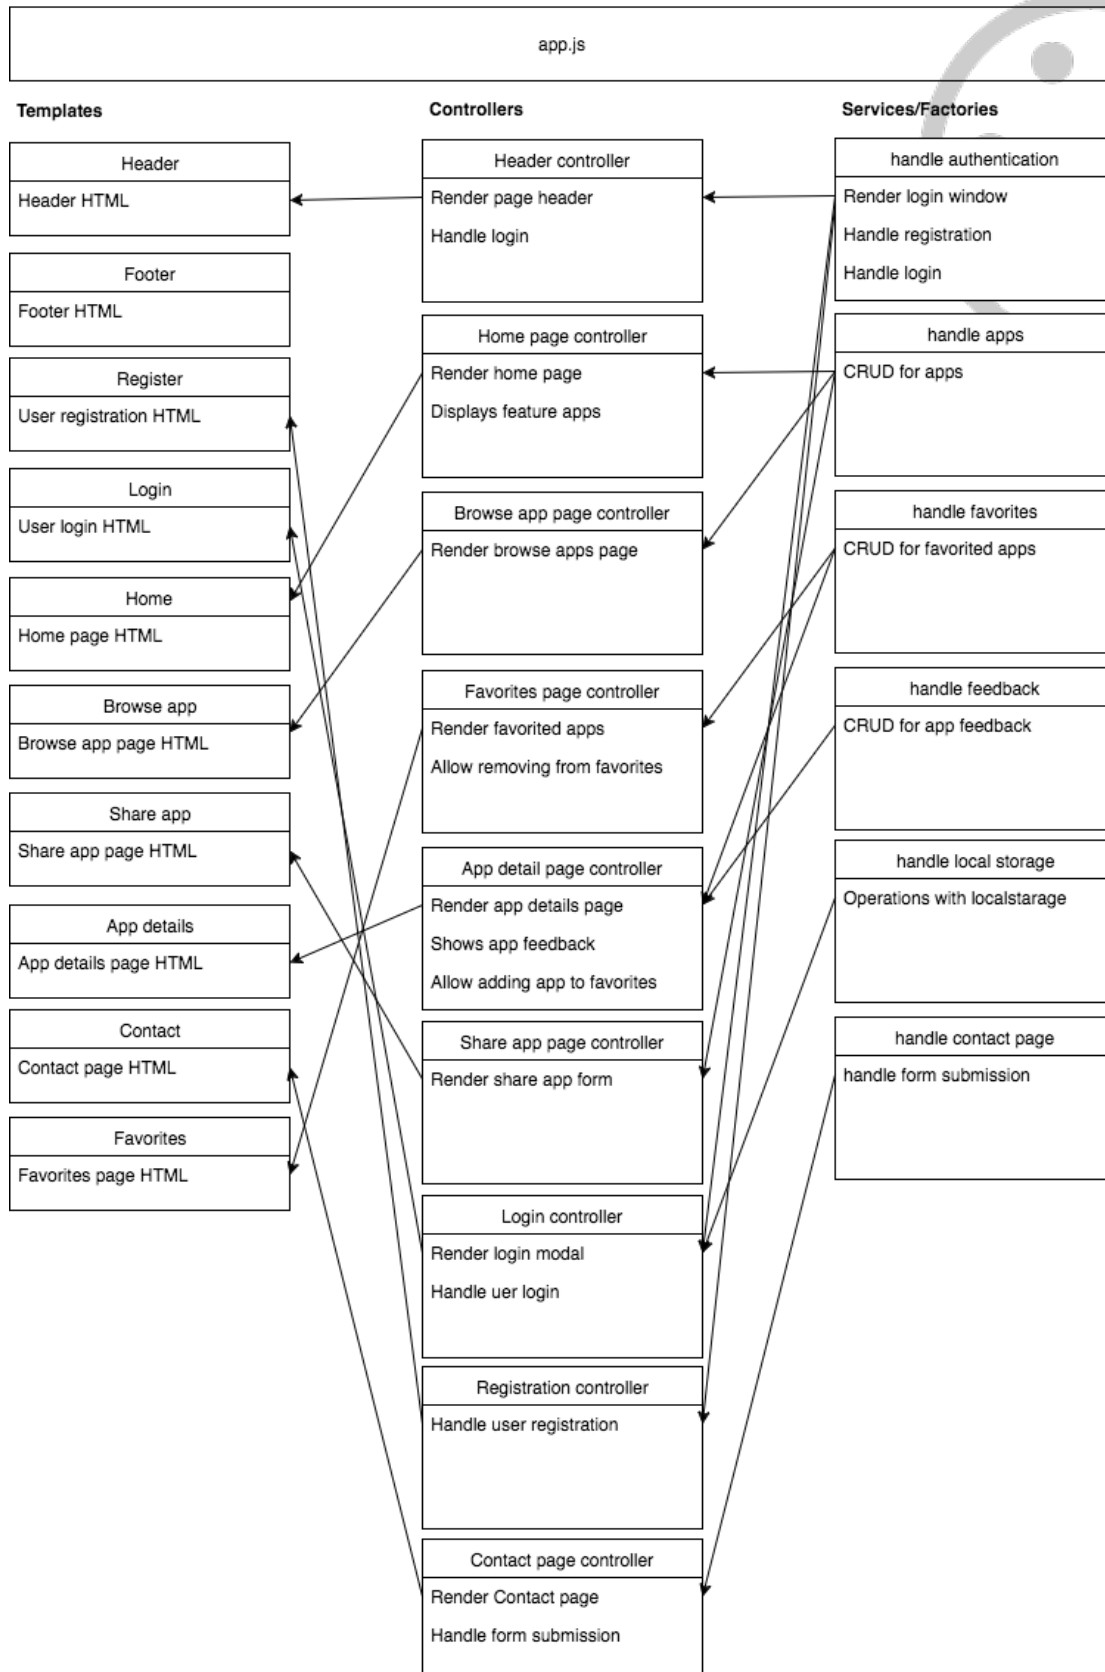 app.js
Templates
Header
Header HTML
Footer
Footer HTML
Register
User registration HTML
Login
User login HTML
Home
Home page HTML
Browse app
Browse app page HTML
Share app
Share app page HTML
App details
App details page HTML
Contact
Contact page HTML
Favorites
Favorites page HTML
Controllers
Header controller
Render page header
Handle login
Home page controller
Render home page
Displays feature apps
Browse app page controller
Render browse apps page
Favorites page controller
Render favorited apps
Allow removing from favorites
App detail page controller
Render app details page
Shows app feedback
Allow adding app to favorites
Share app page controller
Render share app form
Login controller
Render login modal
Handle uer login
Registration controller
Handle user registration
Contact page controller
Render Contact page
Handle form submission
Services/Factories
handle authentication
Render login window
Handle registration
Handle login
handle apps
CRUD for apps
handle favorites
CRUD for favorited apps
handle feedback
CRUD for app feedback
handle local storage
Operations with localstarage
handle contact page
handle form submission